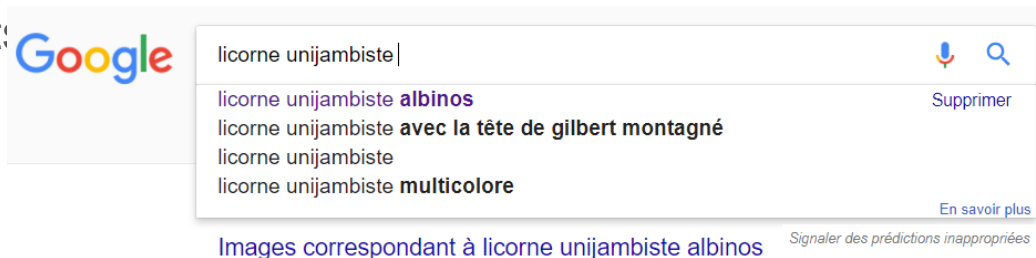 Google
licorne unijambiste
licorne unijambiste albinos Supprimer
licorne unijambiste avec la tête de gilbert montagné
licorne unijambiste
licorne unijambiste multicolore
En savoir plus
Images correspondant à licorne unijambiste albinos
Signaler des prédictions inappropriées